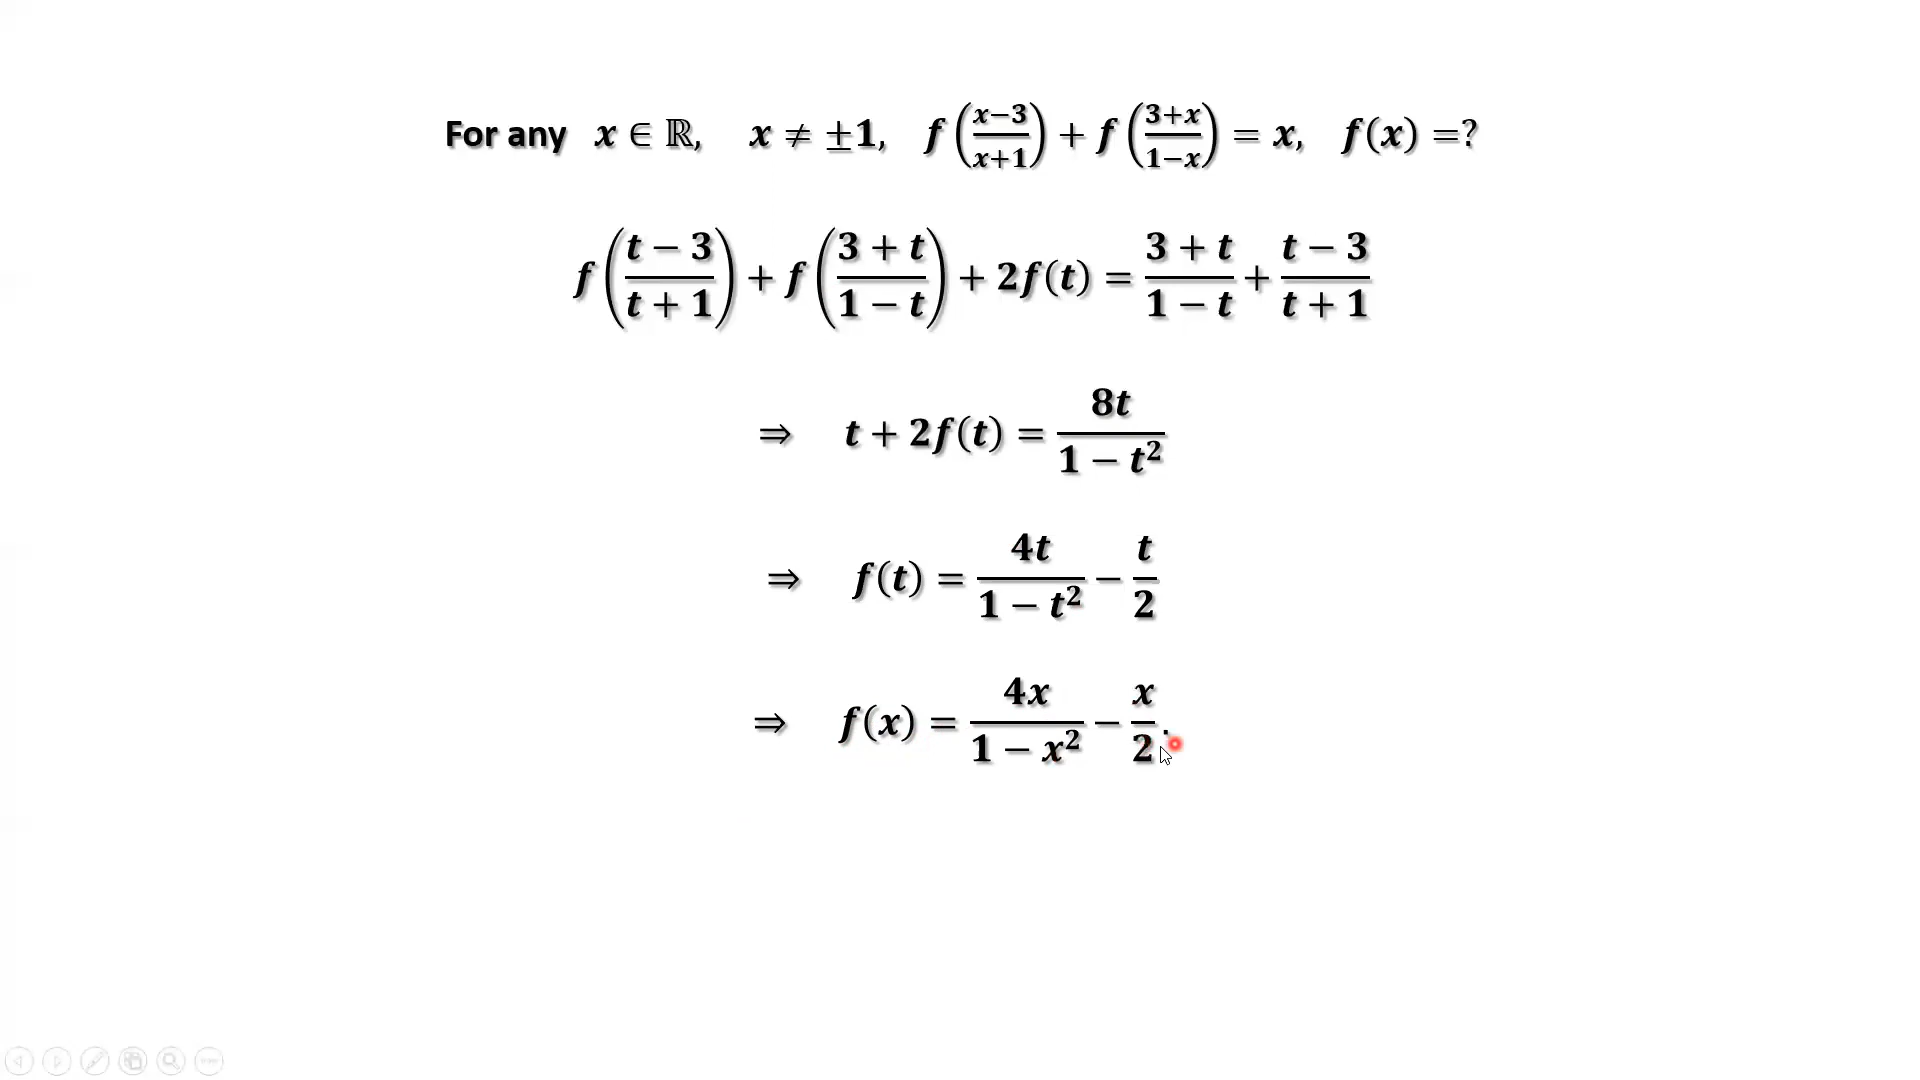 For any x ∈ ℝ, x ≠ ±1, f((x−3)/(x+1)) + f((3+x)/(1−x)) = x, f(x) =?
f((t − 3)/(t + 1)) + f((3 + t)/(1 − t)) + 2f(t) = (3 + t)/(1 − t) + (t − 3)/(t + 1)
⇒ t + 2f(t) = 8t/(1 − t²)
⇒ f(t) = 4t/(1 − t²) − t/2
⇒ f(x) = 4x/(1 − x²) − x/2.